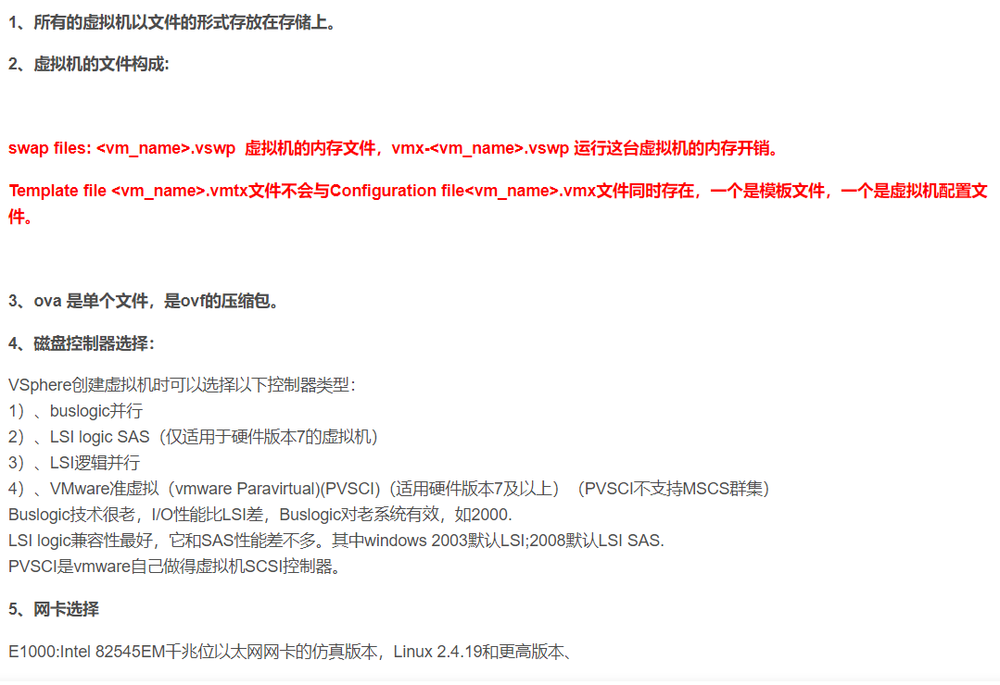 1、所有的虚拟机以文件的形式存放在存储上。
2、虚拟机的文件构成:
swap files: <vm_name>.vswp  虚拟机的内存文件，vmx-<vm_name>.vswp 运行这台虚拟机的内存开销。
Template file <vm_name>.vmtx文件不会与Configuration file<vm_name>.vmx文件同时存在，一个是模板文件，一个是虚拟机配置文
件。
3、ova 是单个文件，是ovf的压缩包。
4、磁盘控制器选择：
VSphere创建虚拟机时可以选择以下控制器类型：
1）、buslogic并行
2）、LSI logic SAS（仅适用于硬件版本7的虚拟机）
3）、LSI逻辑并行
4）、VMware准虚拟（vmware Paravirtual)(PVSCI)（适用硬件版本7及以上）（PVSCI不支持MSCS群集）
Buslogic技术很老，I/O性能比LSI差，Buslogic对老系统有效，如2000.
LSI logic兼容性最好，它和SAS性能差不多。其中windows 2003默认LSI;2008默认LSI SAS.
PVSCI是vmware自己做得虚拟机SCSI控制器。
5、网卡选择
E1000:Intel 82545EM千兆位以太网网卡的仿真版本，Linux 2.4.19和更高版本、